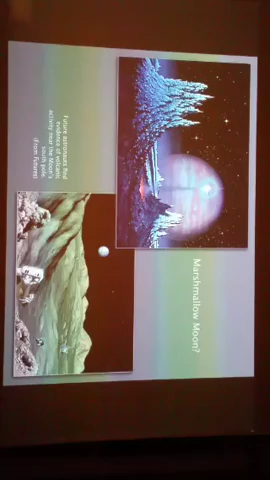 Marshmallow Moon?
Future astronauts find
evidence of volcanic
activity near the Moon's
south pole.
(From Futures)